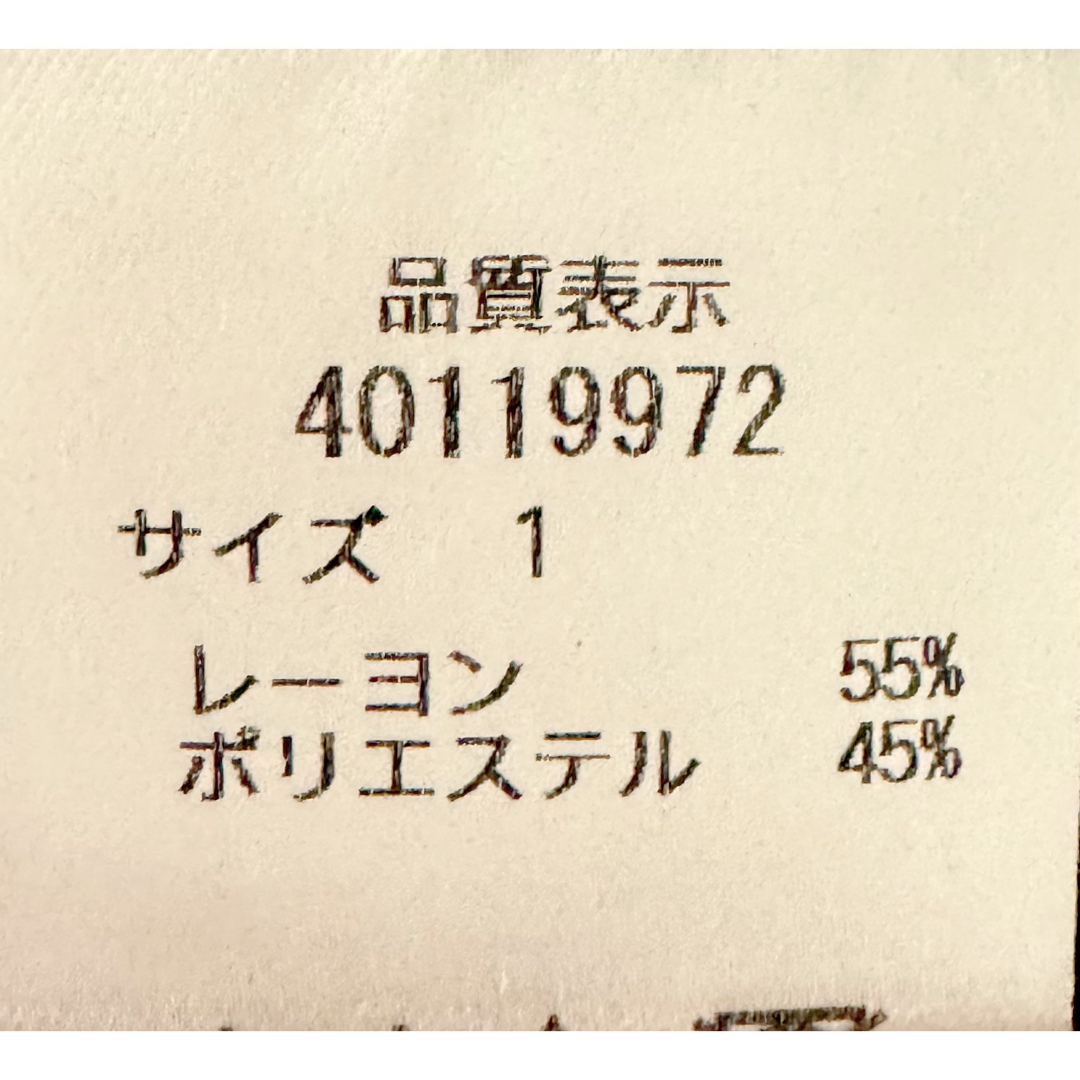 品質表示
40119972
サイズ 1
レーヨン 55%
ポリエステル 45%